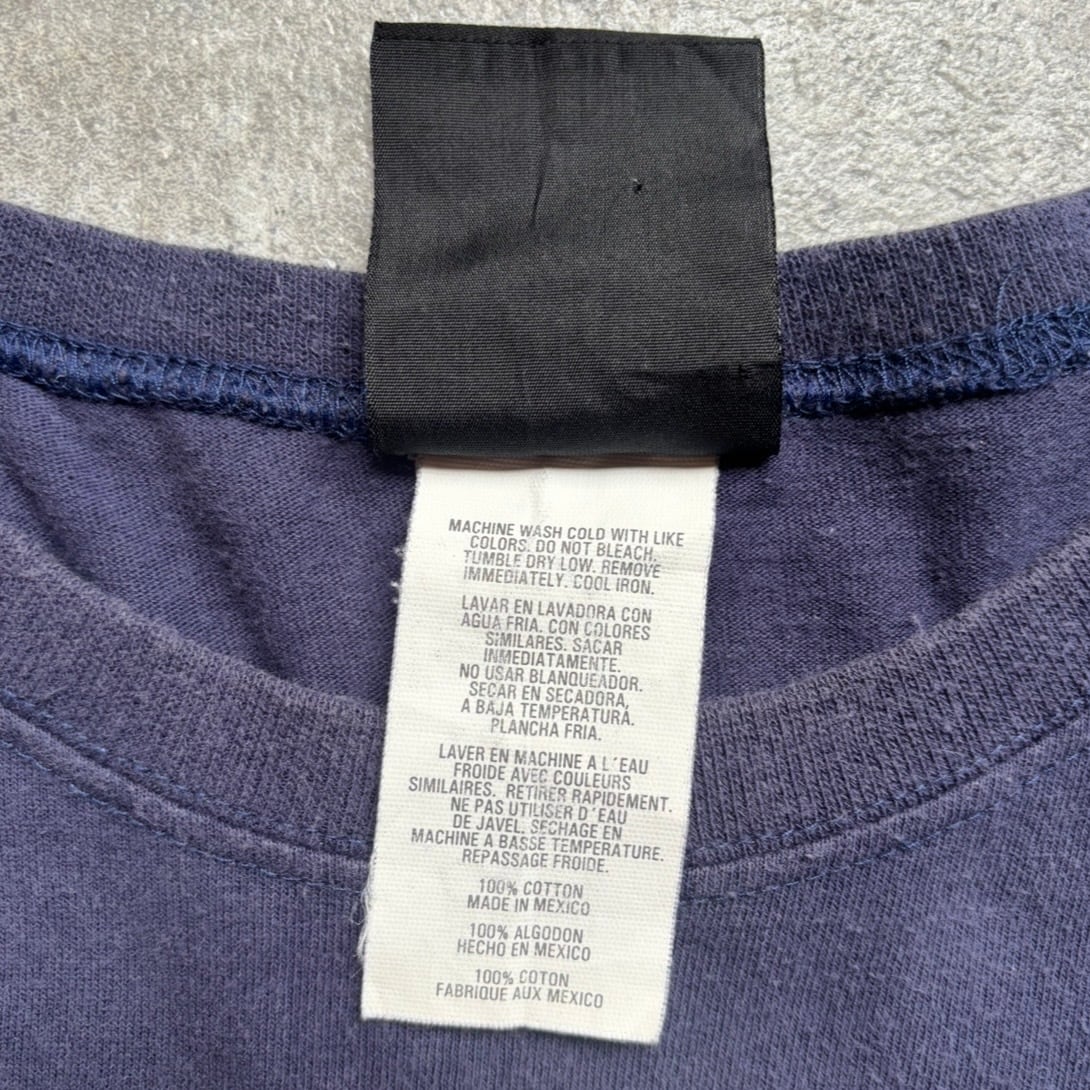 MACHINE WASH COLD WITH LIKE
COLORS. DO NOT BLEACH.
TUMBLE DRY LOW. REMOVE
IMMEDIATELY. COOL IRON.
LAVAR EN LAVADORA CON
AGUA FRIA. CON COLORES
SIMILARES. SACAR
INMEDIATAMENTE.
NO USAR BLANQUEADOR.
SECAR EN SECADORA,
A BAJA TEMPERATURA.
PLANCHA FRIA.
LAVER EN MACHINE A L'EAU
FROIDE AVEC COULEURS
SIMILAIRES. RETIRER RAPIDEMENT.
NE PAS UTILISER D'EAU
DE JAVEL. SECHAGE EN
MACHINE A BASSE TEMPERATURE.
REPASSAGE FROIDE.
100% COTTON
MADE IN MEXICO
100% ALGODON
HECHO EN MEXICO
100% COTON
FABRIQUE AUX MEXICO